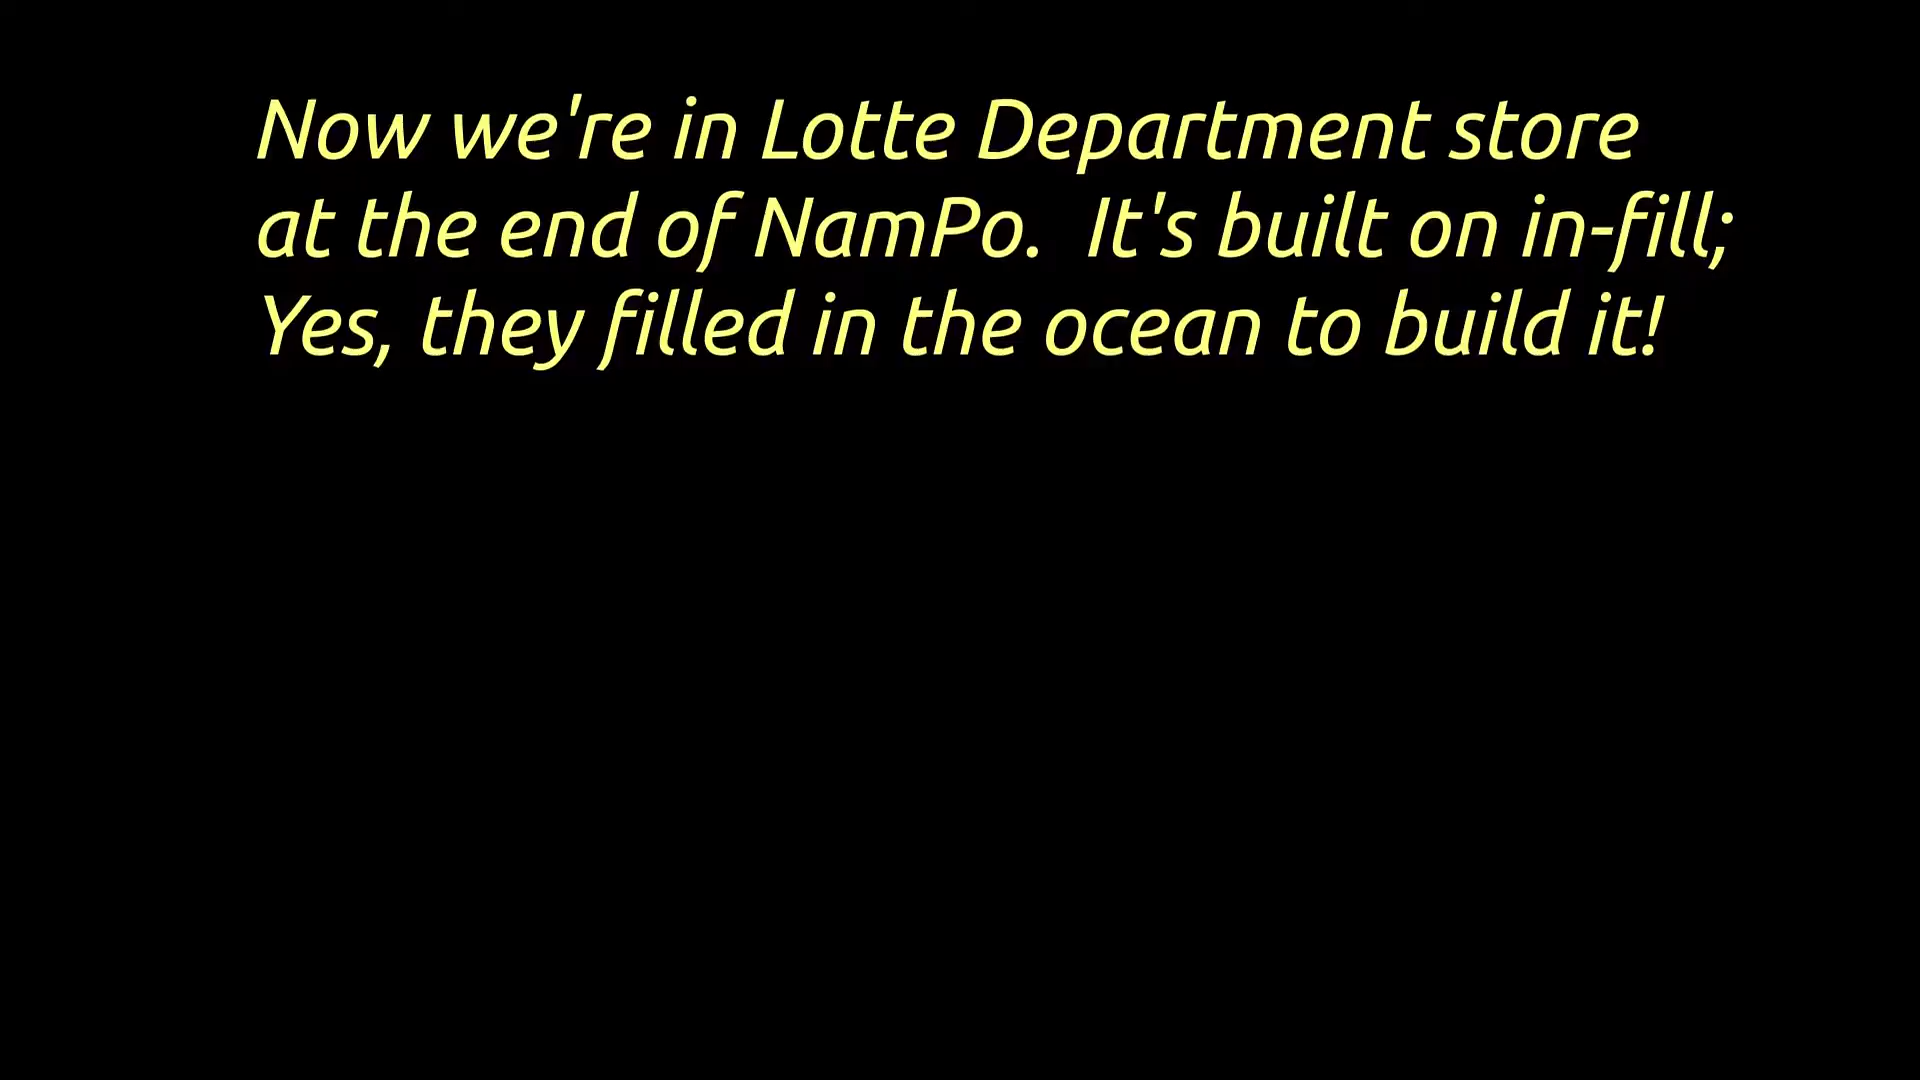 Now we're in Lotte Department store
at the end of NamPo.  It's built on in-fill;
Yes, they filled in the ocean to build it!